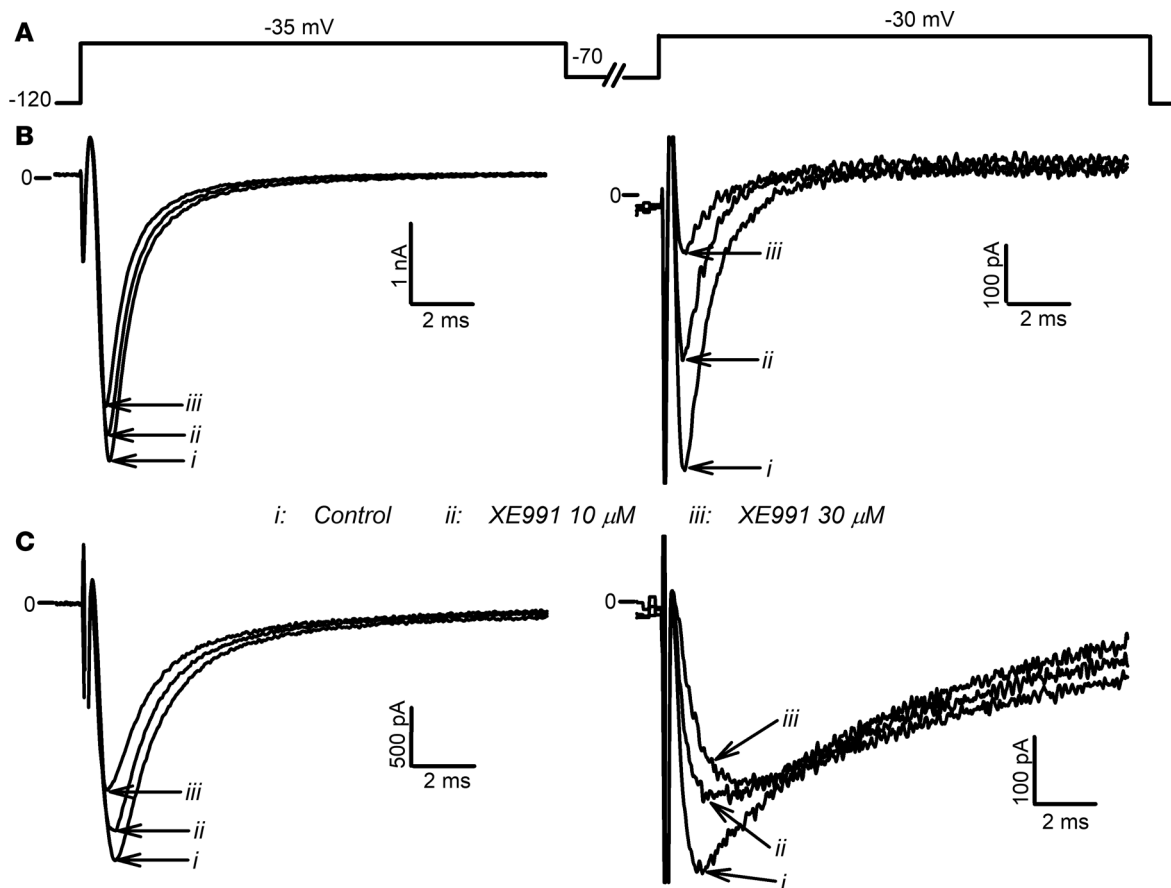 A -35 mV -30 mV
-70
-120
B
0 0
1 nA 2 ms
100 pA 2 ms
iii
ii
i
iii
ii
i
i: Control ii: XE991 10 μM iii: XE991 30 μM
C
0 0
500 pA 2 ms
100 pA 2 ms
iii
ii
i
iii
ii
i